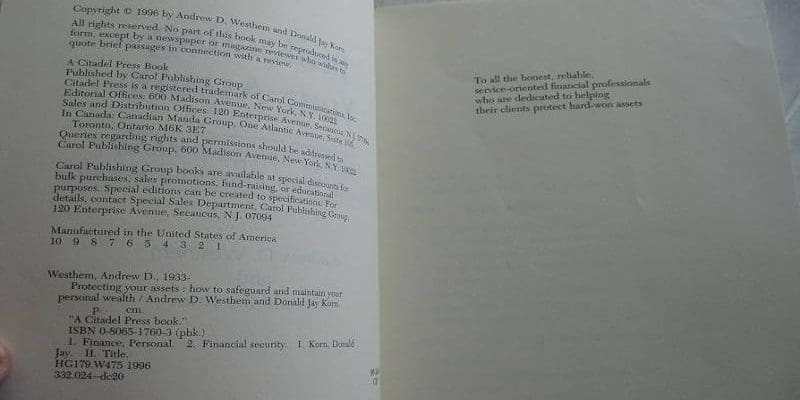 Copyright © 1996 by Andrew D. Westhem and Donald Jay Korn
All rights reserved. No part of this book may be reproduced in any
form, except by a newspaper or magazine reviewer who wishes to
quote brief passages in connection with a review.
A Citadel Press Book
Published by Carol Publishing Group
Citadel Press is a registered trademark of Carol Communications, Inc.
Editorial Offices: 600 Madison Avenue, New York, N.Y. 10022
Sales and Distribution Offices: 120 Enterprise Avenue, Secaucus, N.J. 07094
In Canada: Canadian Manda Group, One Atlantic Avenue, Suite 105,
Toronto, Ontario M6K 3E7
Queries regarding rights and permissions should be addressed to
Carol Publishing Group, 600 Madison Avenue, New York, N.Y. 10022
Carol Publishing Group books are available at special discounts for
bulk purchases, sales promotions, fund-raising, or educational
purposes. Special editions can be created to specifications. For
details, contact Special Sales Department, Carol Publishing Group,
120 Enterprise Avenue, Secaucus, N.J. 07094
Manufactured in the United States of America
10 9 8 7 6 5 4 3 2 1
Westhem, Andrew D., 1933-
Protecting your assets : how to safeguard and maintain your
personal wealth / Andrew D. Westhem and Donald Jay Korn.
p. cm.
"A Citadel Press book."
ISBN 0-8065-1760-3 (pbk.)
1. Finance, Personal. 2. Financial security. I. Korn, Donald
Jay. II. Title.
HG179.W475 1996
332.024--dc20
To all the honest, reliable,
service-oriented financial professionals
who are dedicated to helping
their clients protect hard-won assets